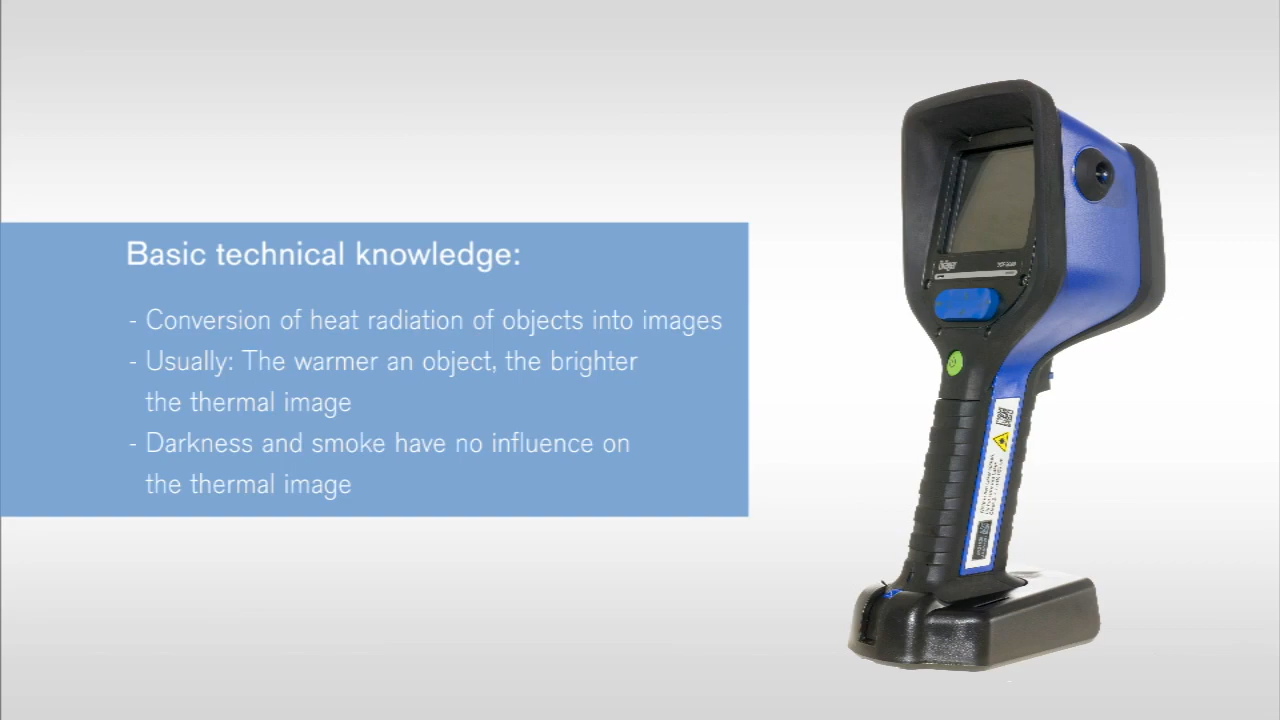 Basic technical knowledge:
- Conversion of heat radiation of objects into images
- Usually: The warmer an object, the brighter
the thermal image
- Darkness and smoke have no influence on
the thermal image
Dräger